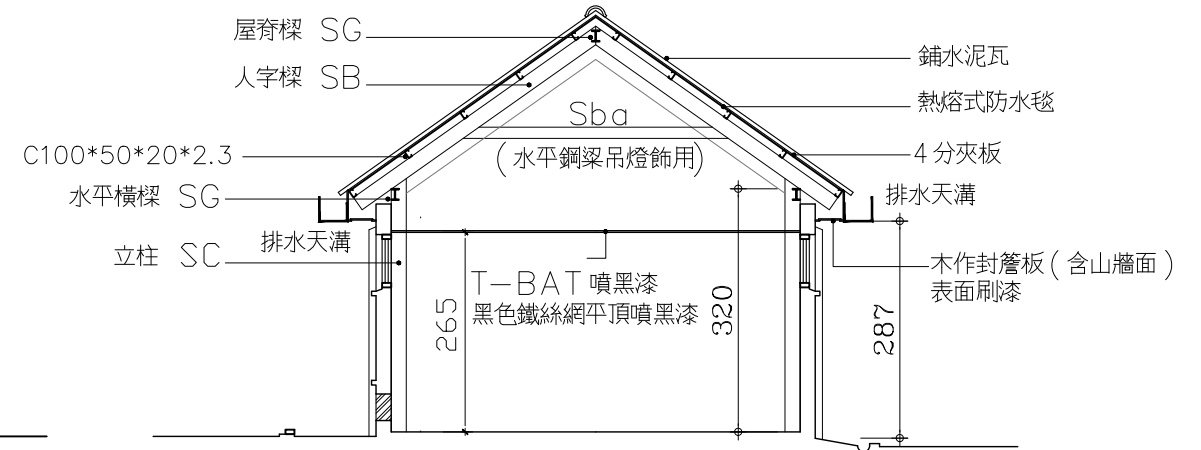 屋脊樑 SG
人字樑 SB
C100*50*20*2.3
水平橫樑 SG
排水天溝
立柱 SC
Sba
(水平鋼梁吊燈飾用)
T-BAT 噴黑漆
黑色鐵絲網平頂噴黑漆
265
320
287
鋪水泥瓦
熱熔式防水毯
4分夾板
排水天溝
木作封簷板(含山牆面)
表面刷漆